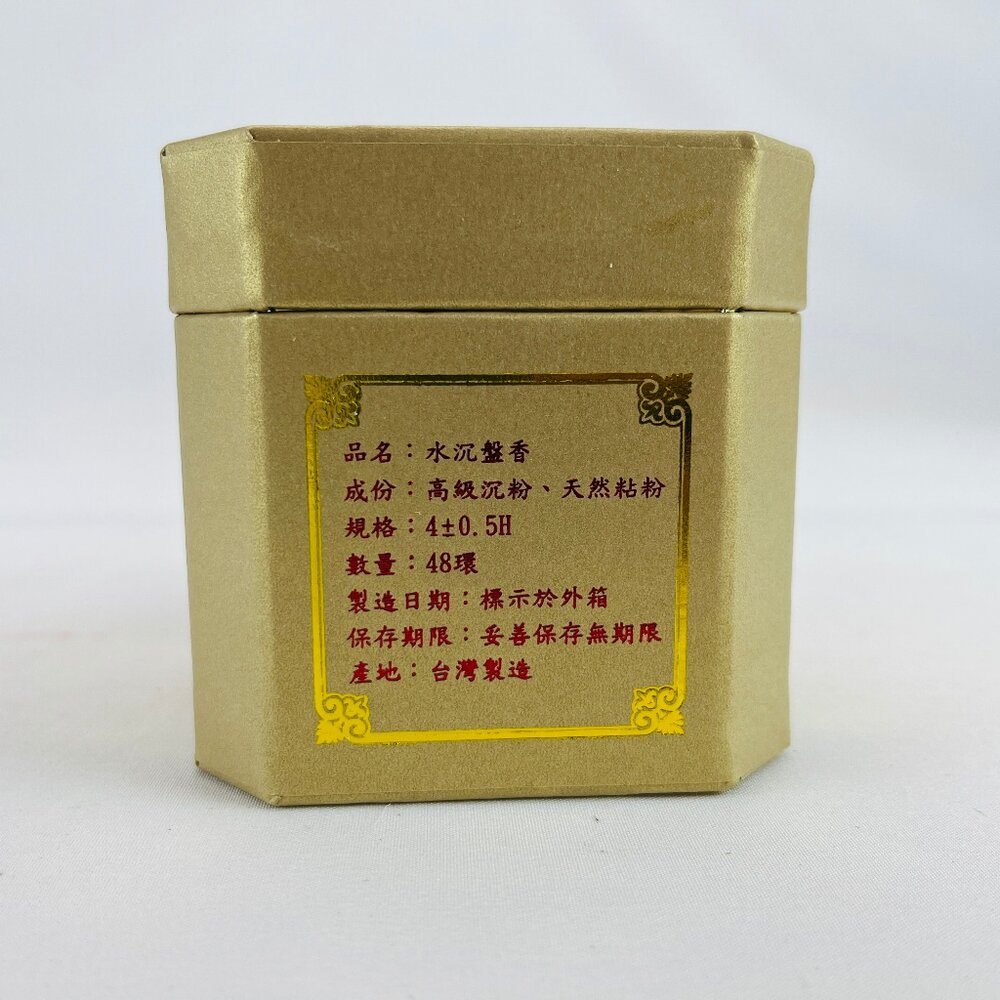 品名：水沉盤香
成份：高級沉粉、天然粘粉
規格：4±0.5H
數量：48環
製造日期：標示於外箱
保存期限：妥善保存無期限
產地：台灣製造